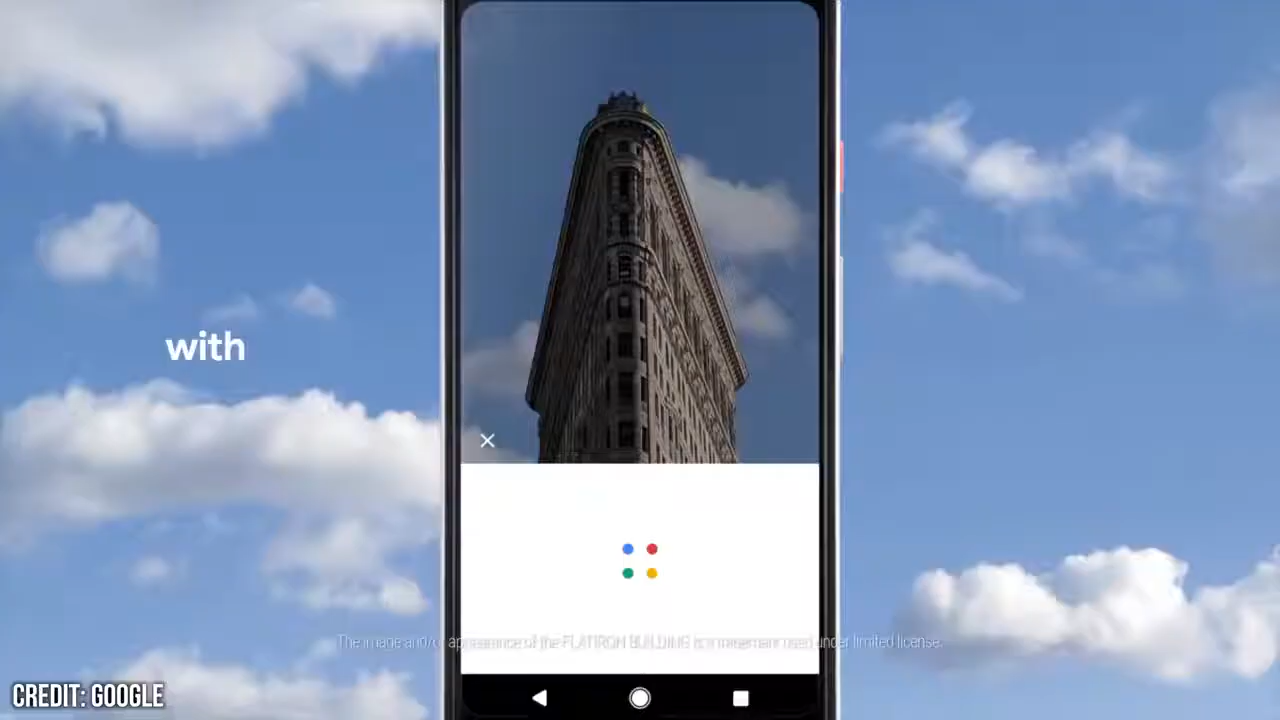 with
The image and/or appearance of the FLATIRON BUILDING is a trademark used under limited license.
CREDIT: GOOGLE